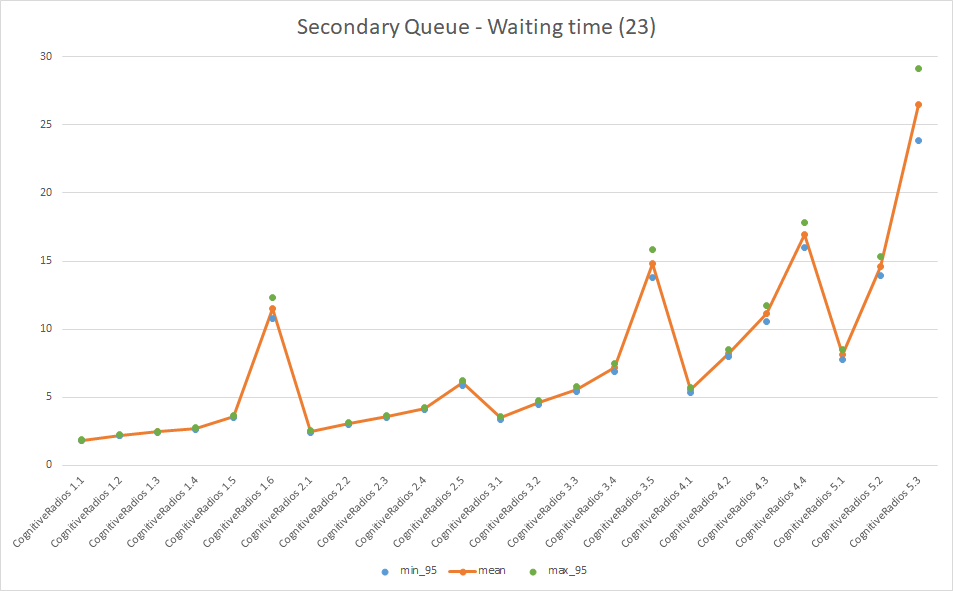 Secondary Queue - Waiting time (23)
30
25
20
15
10
5
0
CognitiveRadios 1.1
CognitiveRadios 1.2
CognitiveRadios 1.3
CognitiveRadios 1.4
CognitiveRadios 1.5
CognitiveRadios 1.6
CognitiveRadios 2.1
CognitiveRadios 2.2
CognitiveRadios 2.3
CognitiveRadios 2.4
CognitiveRadios 2.5
CognitiveRadios 3.1
CognitiveRadios 3.2
CognitiveRadios 3.3
CognitiveRadios 3.4
CognitiveRadios 3.5
CognitiveRadios 4.1
CognitiveRadios 4.2
CognitiveRadios 4.3
CognitiveRadios 4.4
CognitiveRadios 5.1
CognitiveRadios 5.2
CognitiveRadios 5.3
min_95 mean max_95